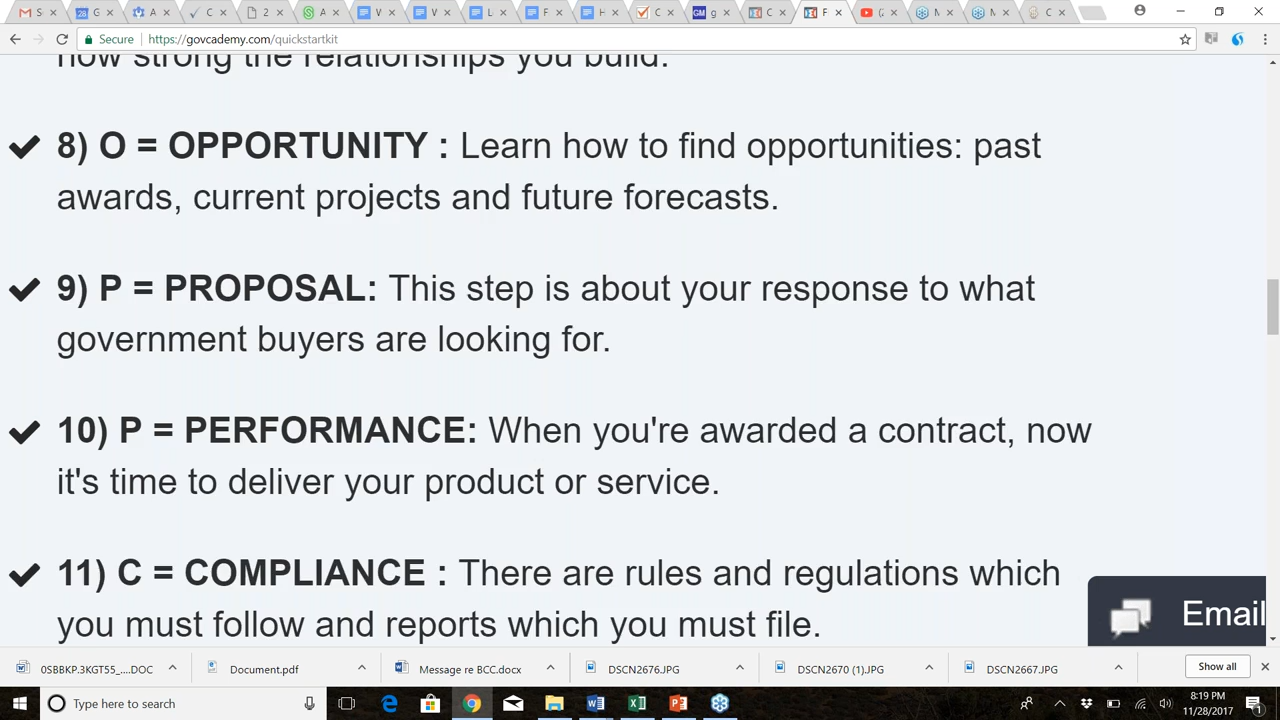 S
G
A
C
2
A
W
W
L
F
H
C
GM g
C
F
M
M
C
Secure https://govcademy.com/quickstartkit
how strong the relationships you build.
8) O = OPPORTUNITY : Learn how to find opportunities: past
awards, current projects and future forecasts.
9) P = PROPOSAL: This step is about your response to what
government buyers are looking for.
10) P = PERFORMANCE: When you're awarded a contract, now
it's time to deliver your product or service.
11) C = COMPLIANCE : There are rules and regulations which
you must follow and reports which you must file.
Email
0SBBKP.3KGT55_....DOC
Document.pdf
Message re BCC.docx
DSCN2676.JPG
DSCN2670 (1).JPG
DSCN2667.JPG
Show all
Type here to search
8:19 PM
11/28/2017